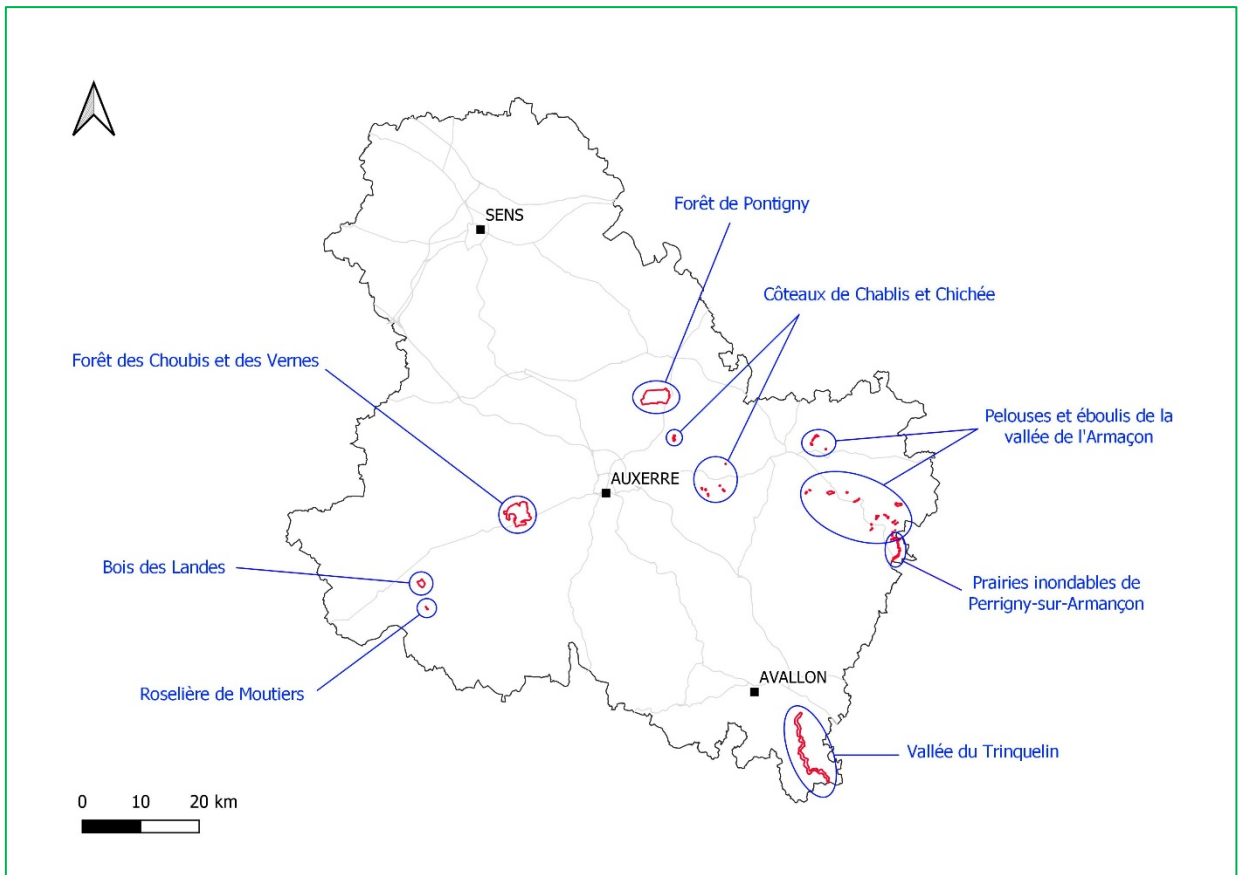 Forêt de Pontigny
SENS
Côteaux de Chablis et Chichée
Forêt des Choubis et des Vernes
Pelouses et éboulis de la
vallée de l'Armaçon
AUXERRE
Bois des Landes
Prairies inondables de
Perrigny-sur-Armançon
AVALLON
Roselière de Moutiers
Vallée du Trinquelin
0 10 20 km